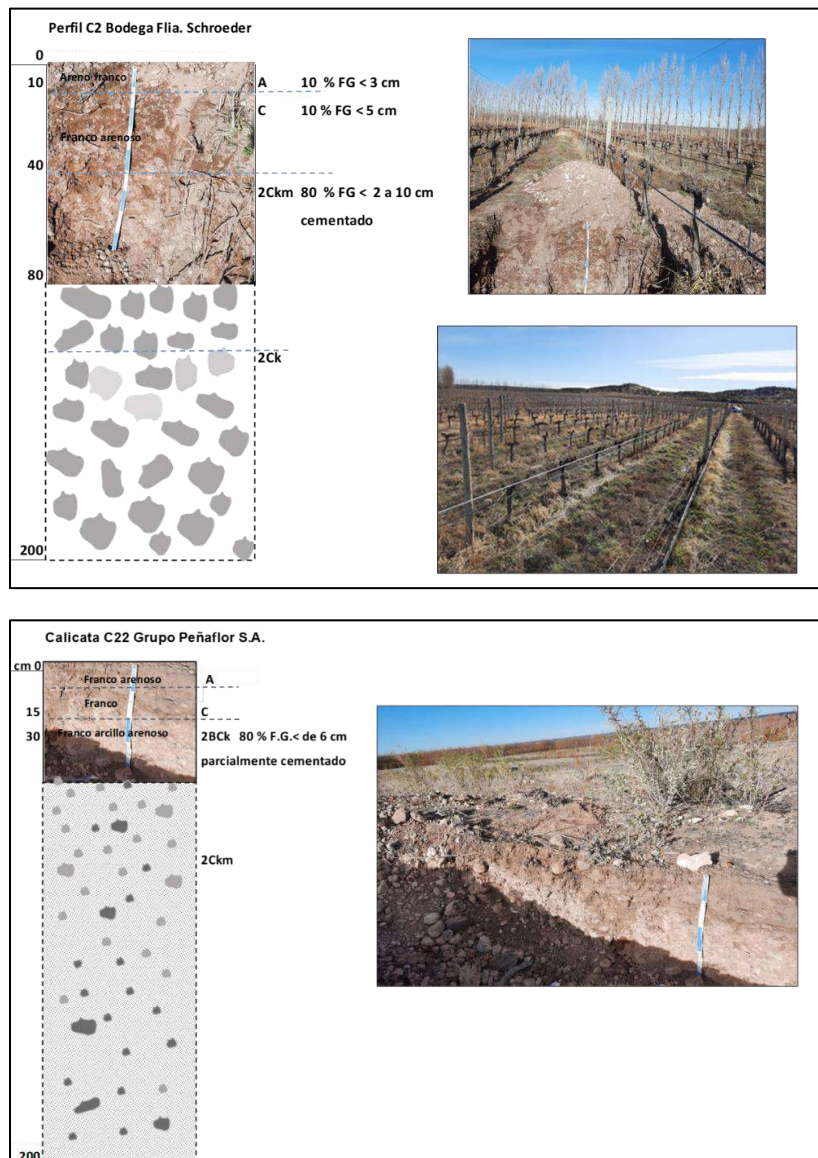 Perfil C2 Bodega Flia. Schroeder
0
10 Areno franco A 10 % FG < 3 cm
C 10 % FG < 5 cm
Franco arenoso
40
2Ckm 80 % FG < 2 a 10 cm
cementado
80
2Ck
200
Calicata C22 Grupo Peñaflor S.A.
cm 0
Franco arenoso A
15 Franco C
30 Franco arcillo arenoso 2BCk 80 % F.G.< de 6 cm
parcialmente cementado
2Ckm
200